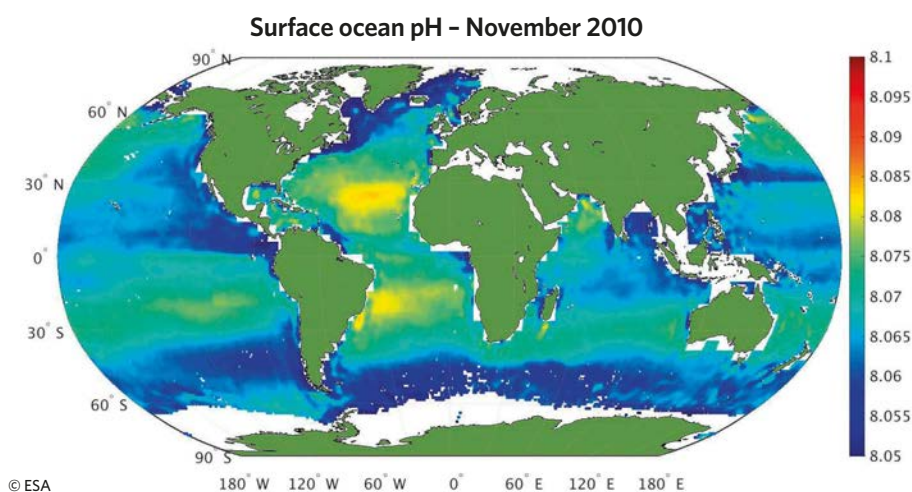 Surface ocean pH – November 2010
90° N
60° N
30° N
0°
30° S
60° S
90 S
180° W 120° W 60° W 0° 60° E 120° E 180° E
8.1
8.095
8.09
8.085
8.08
8.075
8.07
8.065
8.06
8.055
8.05
© ESA